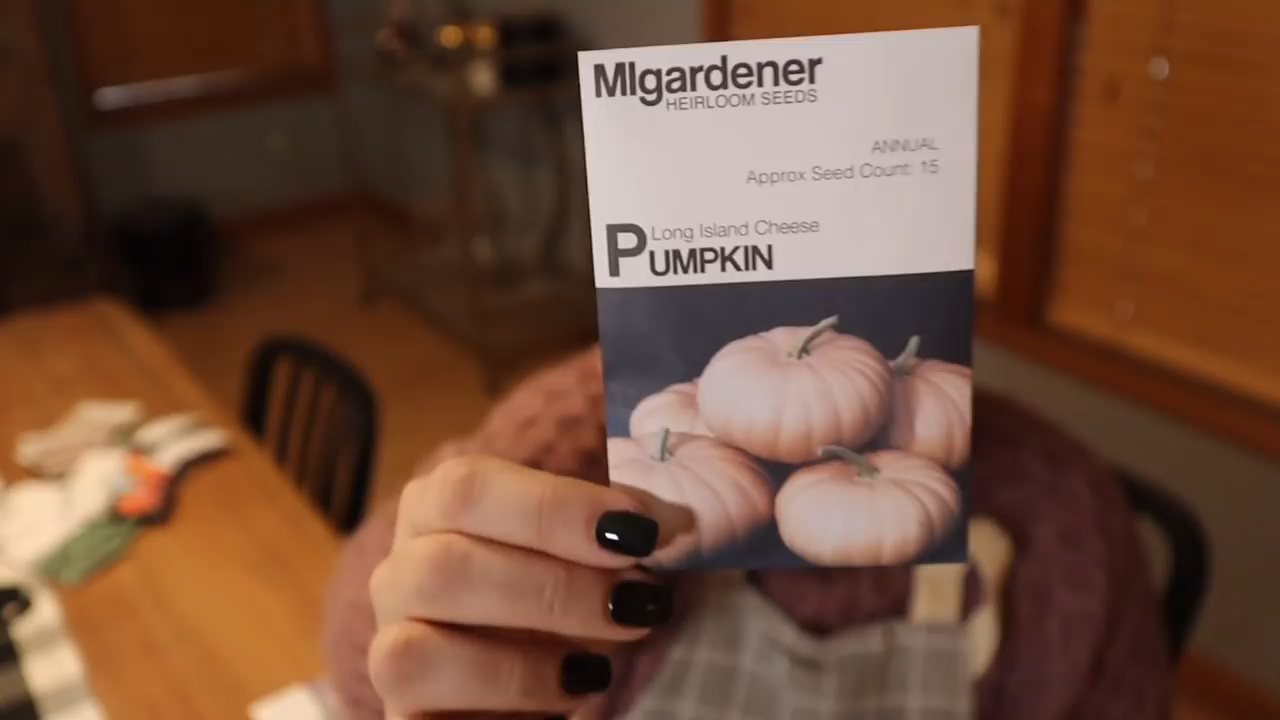 MIgardener
HEIRLOOM SEEDS
ANNUAL
Approx Seed Count: 15
Long Island Cheese
PUMPKIN